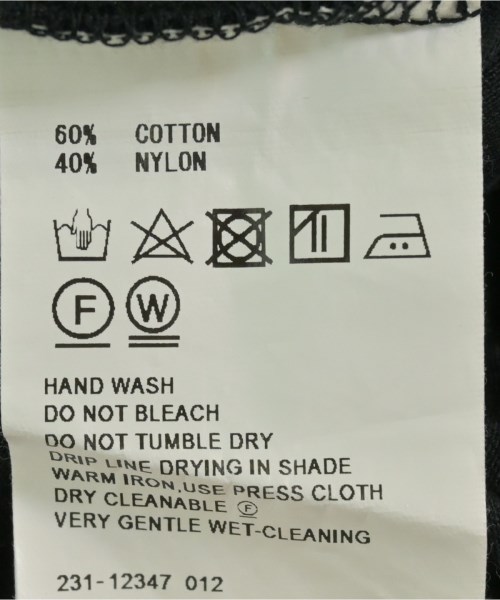 60% COTTON
40% NYLON
F W
HAND WASH
DO NOT BLEACH
DO NOT TUMBLE DRY
DRIP LINE DRYING IN SHADE
WARM IRON,USE PRESS CLOTH
DRY CLEANABLE Ⓕ
VERY GENTLE WET-CLEANING
231-12347 012